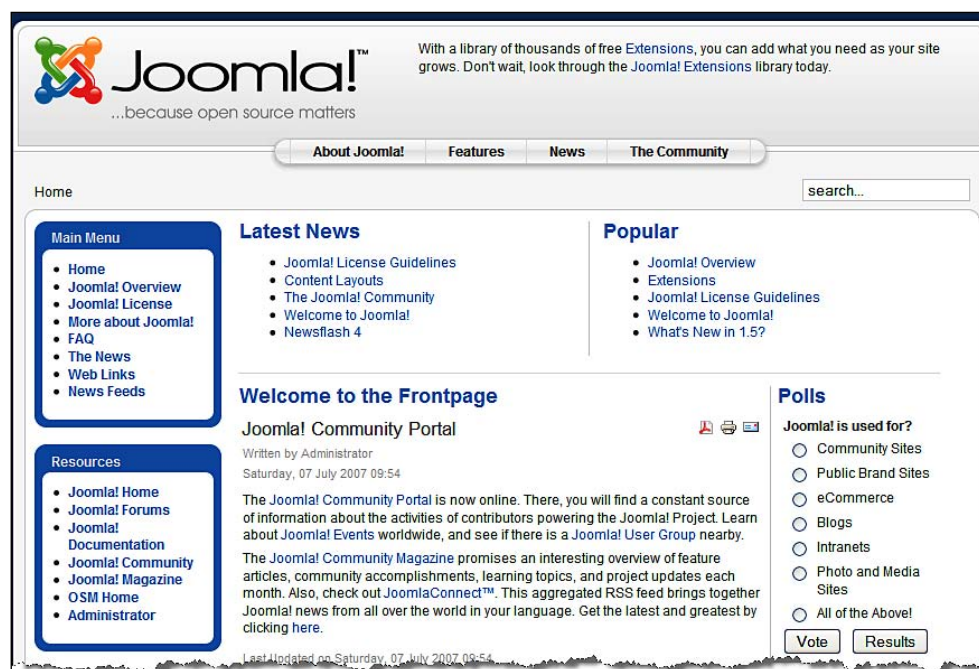 Joomla!™
...because open source matters
With a library of thousands of free Extensions, you can add what you need as your site
grows. Don't wait, look through the Joomla! Extensions library today.
About Joomla! Features News The Community
Home
search...
Main Menu
Home
Joomla! Overview
Joomla! License
More about Joomla!
FAQ
The News
Web Links
News Feeds
Resources
Joomla! Home
Joomla! Forums
Joomla!
Documentation
Joomla! Community
Joomla! Magazine
OSM Home
Administrator
Latest News
Joomla! License Guidelines
Content Layouts
The Joomla! Community
Welcome to Joomla!
Newsflash 4
Popular
Joomla! Overview
Extensions
Joomla! License Guidelines
Welcome to Joomla!
What's New in 1.5?
Welcome to the Frontpage
Joomla! Community Portal
Written by Administrator
Saturday, 07 July 2007 09:54
The Joomla! Community Portal is now online. There, you will find a constant source
of information about the activities of contributors powering the Joomla! Project. Learn
about Joomla! Events worldwide, and see if there is a Joomla! User Group nearby.
The Joomla! Community Magazine promises an interesting overview of feature
articles, community accomplishments, learning topics, and project updates each
month. Also, check out JoomlaConnect™. This aggregated RSS feed brings together
Joomla! news from all over the world in your language. Get the latest and greatest by
clicking here.
Last Updated on Saturday, 07 July 2007 09:54
Polls
Joomla! is used for?
Community Sites
Public Brand Sites
eCommerce
Blogs
Intranets
Photo and Media
Sites
All of the Above!
Vote Results